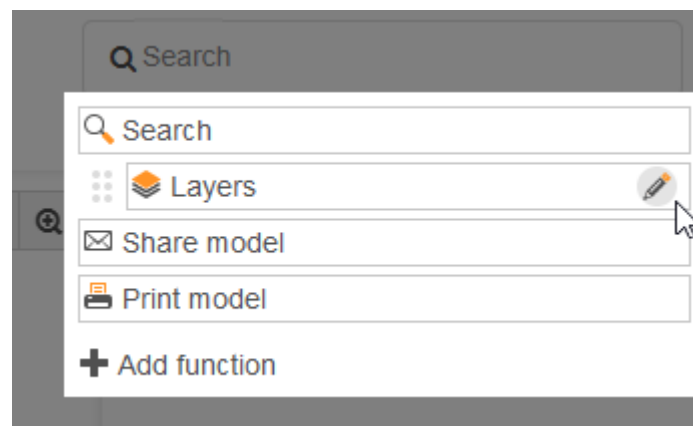 Search
Search
Layers
Share model
Print model
Add function